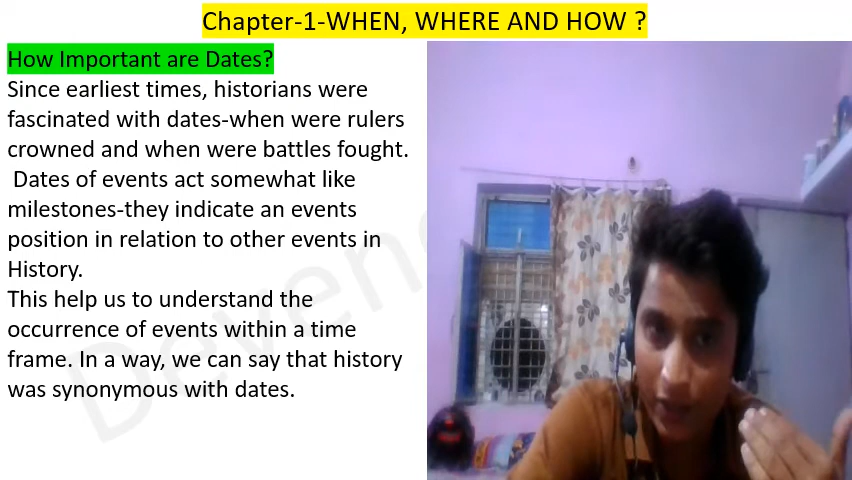 Chapter-1-WHEN, WHERE AND HOW ?
How Important are Dates?
Since earliest times, historians were
fascinated with dates-when were rulers
crowned and when were battles fought.
Dates of events act somewhat like
milestones-they indicate an events
position in relation to other events in
History.
This help us to understand the
occurrence of events within a time
frame. In a way, we can say that history
was synonymous with dates.